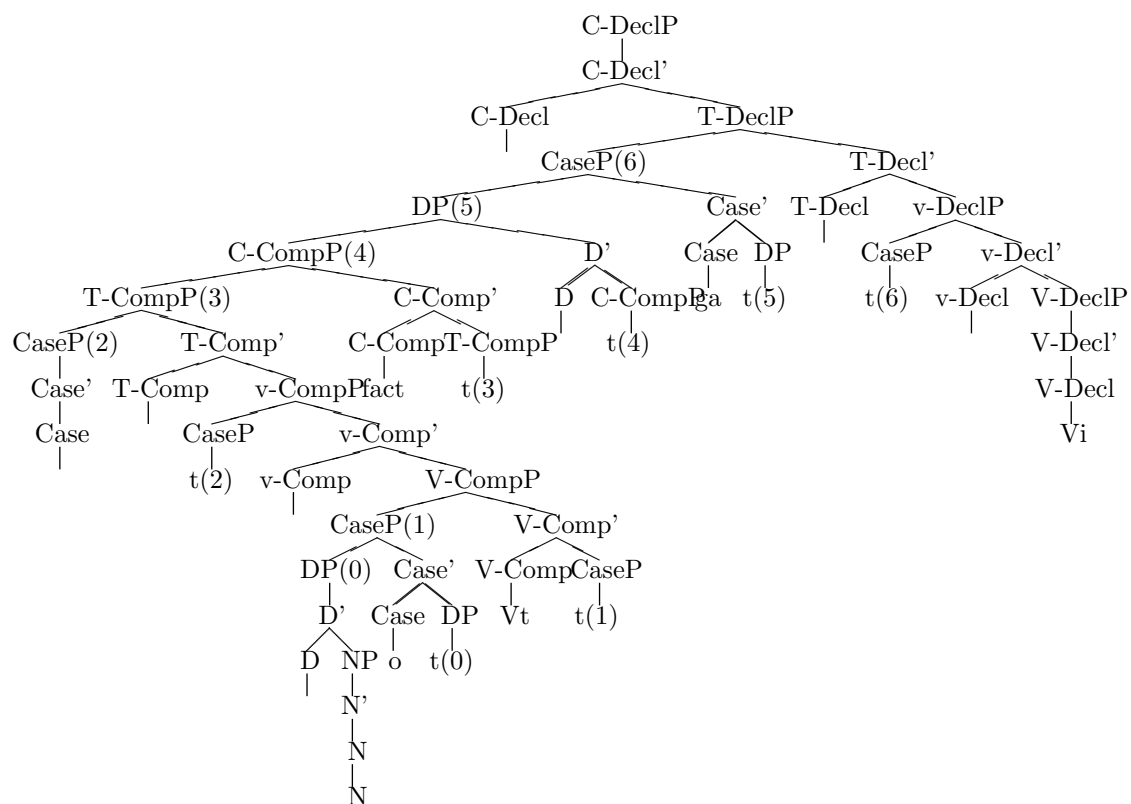 C-DeclP
C-Decl'
C-Decl T-DeclP
CaseP(6) T-Decl'
DP(5) Case' T-Decl v-DeclP
C-CompP(4) D' Case DP CaseP v-Decl'
T-CompP(3) C-Comp' D C-CompP ga t(5) t(6) v-Decl V-DeclP
CaseP(2) T-Comp' C-Comp T-CompP t(4) V-Decl'
Case' T-Comp v-CompP fact t(3) V-Decl
Case CaseP v-Comp' Vi
t(2) v-Comp V-CompP
CaseP(1) V-Comp'
DP(0) Case' V-Comp CaseP
D' Case DP Vt t(1)
D NP o t(0)
N'
N
N